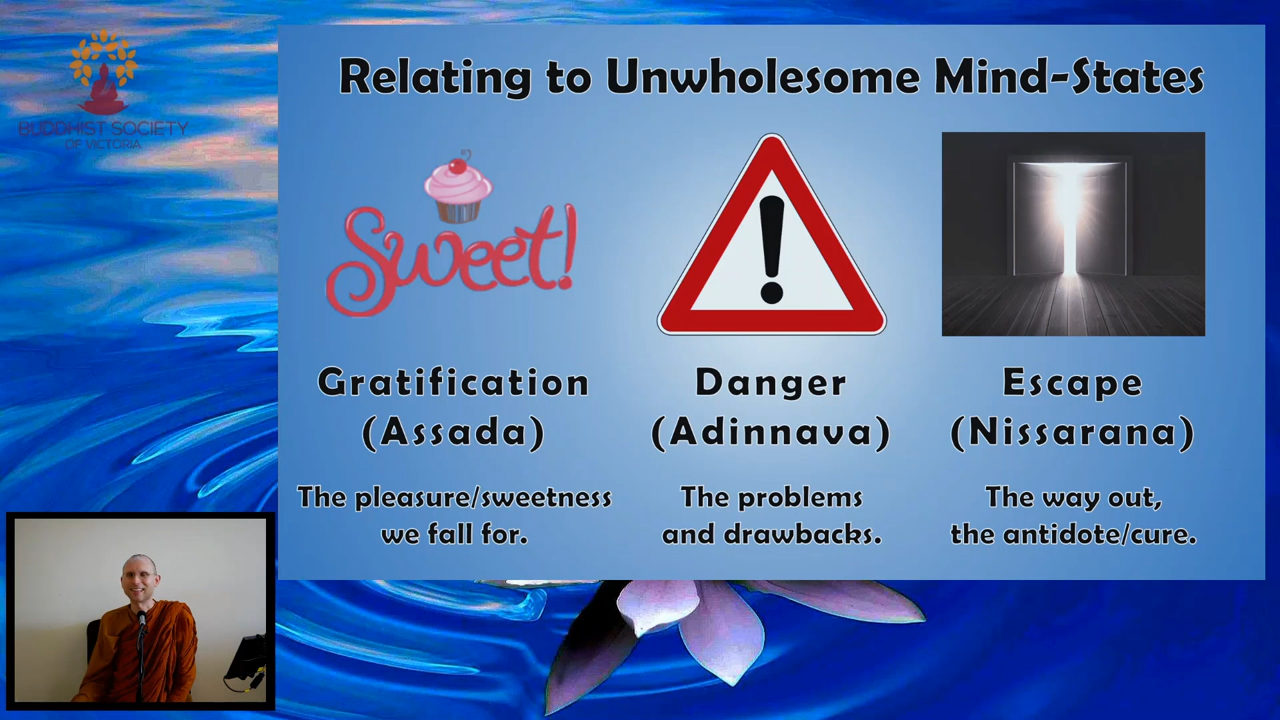 BUDDHIST SOCIETY
OF VICTORIA
Relating to Unwholesome Mind-States
Sweet!
Gratification
(Assada)
The pleasure/sweetness
we fall for.
Danger
(Adinnava)
The problems
and drawbacks.
Escape
(Nissarana)
The way out,
the antidote/cure.